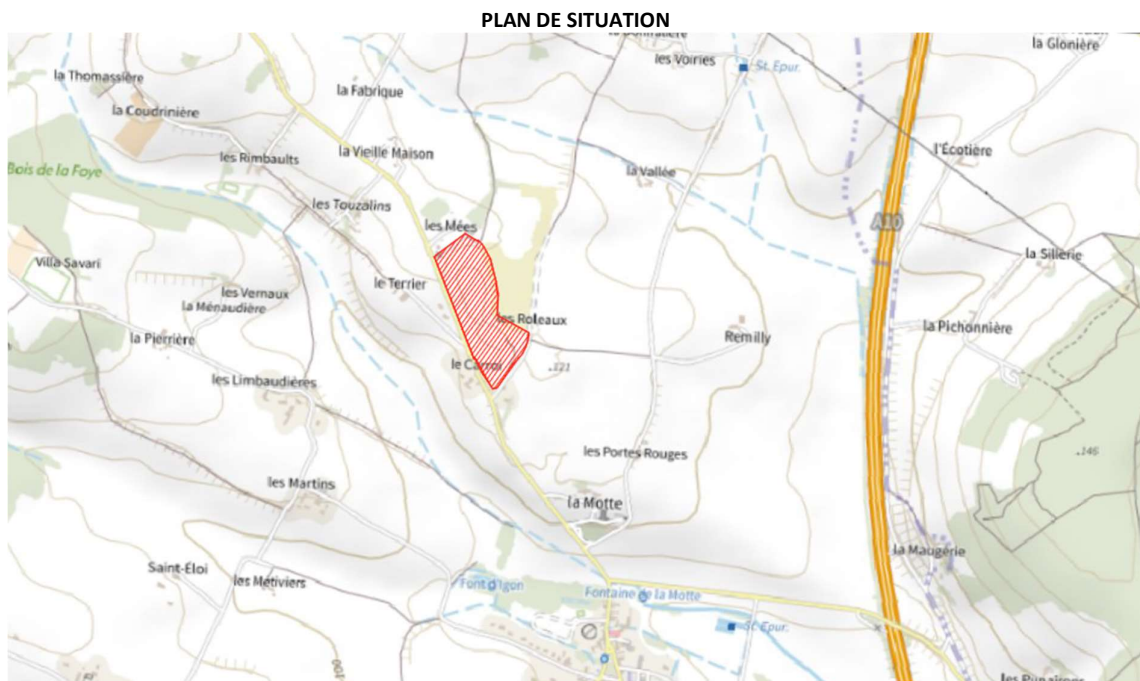 PLAN DE SITUATION
la Glonière
les Voiries
St. Epur.
la Thomassière
la Fabrique
la Coudrinière
l'Écotière
la Vieille Maison
les Rimbaults
Bois de la Foye
la Vallée
les Touzalins
A10
les Mées
la Sillerie
Villa Savari
le Terrier
les Vernaux
la Ménaudière
les Roleaux
la Pichonnière
la Pierrière
Remilly
le Carroi
.121
les Limbaudières
les Portes Rouges
.146
les Martins
la Motte
la Maugérie
Saint-Éloi
les Métiviers
Font d'Igon
Fontaine de la Motte
St. Epur.
100